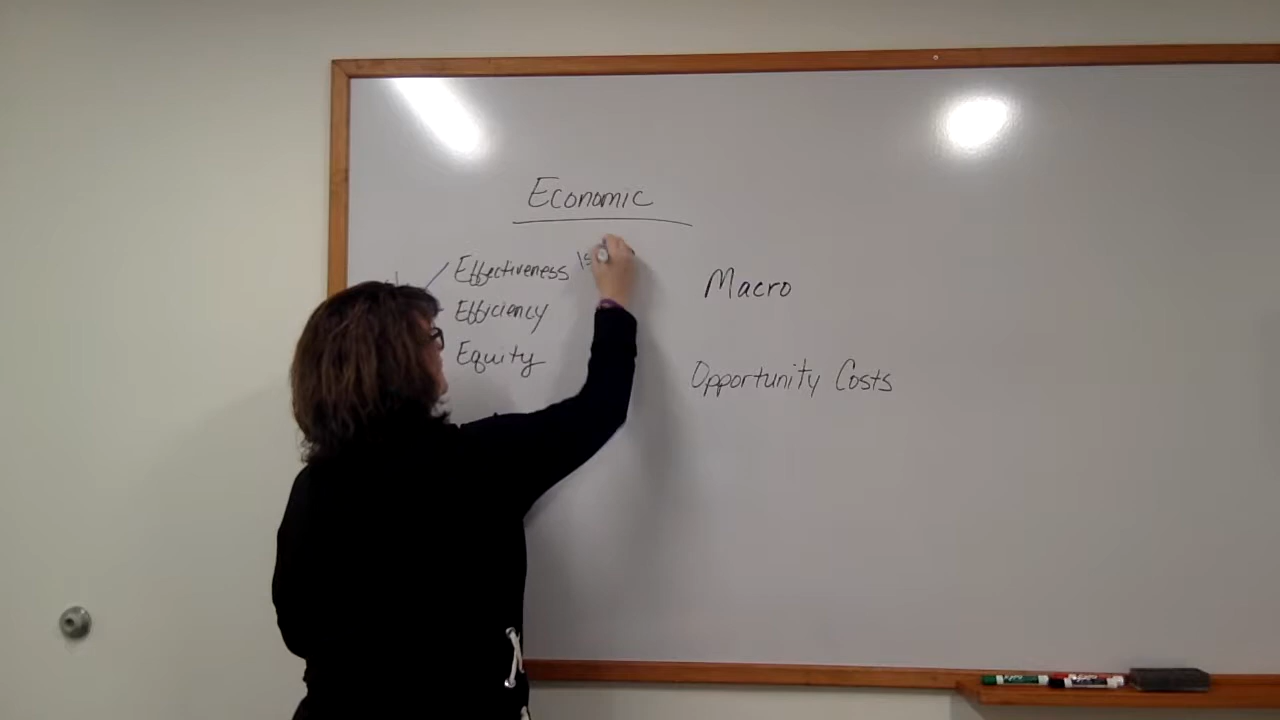 Economic
Effectiveness
Efficiency
Equity
Macro
Opportunity Costs